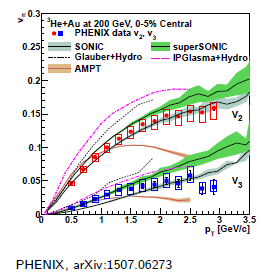 ³He+Au at 200 GeV, 0-5% Central
PHENIX data v₂, v₃
SONIC superSONIC
Glauber+Hydro IPGlasma+Hydro
AMPT
vₙ
0.3
0.25
0.2
0.15
0.1
0.05
0
v₂
v₃
0 0.5 1 1.5 2 2.5 3 3.5
p_T [GeV/c]
PHENIX, arXiv:1507.06273